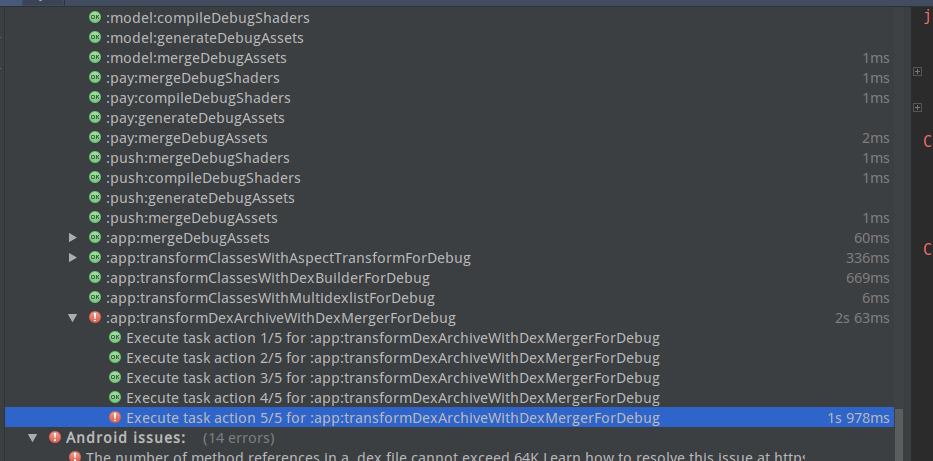 :model:compileDebugShaders
:model:generateDebugAssets
:model:mergeDebugAssets 1ms
:pay:mergeDebugShaders 1ms
:pay:compileDebugShaders 1ms
:pay:generateDebugAssets
:pay:mergeDebugAssets 2ms
:push:mergeDebugShaders 1ms
:push:compileDebugShaders 1ms
:push:generateDebugAssets
:push:mergeDebugAssets 1ms
:app:mergeDebugAssets 60ms
:app:transformClassesWithAspectTransformForDebug 336ms
:app:transformClassesWithDexBuilderForDebug 669ms
:app:transformClassesWithMultidexlistForDebug 6ms
:app:transformDexArchiveWithDexMergerForDebug 2s 63ms
Execute task action 1/5 for :app:transformDexArchiveWithDexMergerForDebug
Execute task action 2/5 for :app:transformDexArchiveWithDexMergerForDebug
Execute task action 3/5 for :app:transformDexArchiveWithDexMergerForDebug
Execute task action 4/5 for :app:transformDexArchiveWithDexMergerForDebug
Execute task action 5/5 for :app:transformDexArchiveWithDexMergerForDebug 1s 978ms
Android issues: (14 errors)
The number of method references in a .dex file cannot exceed 64K. Learn how to resolve this issue at https